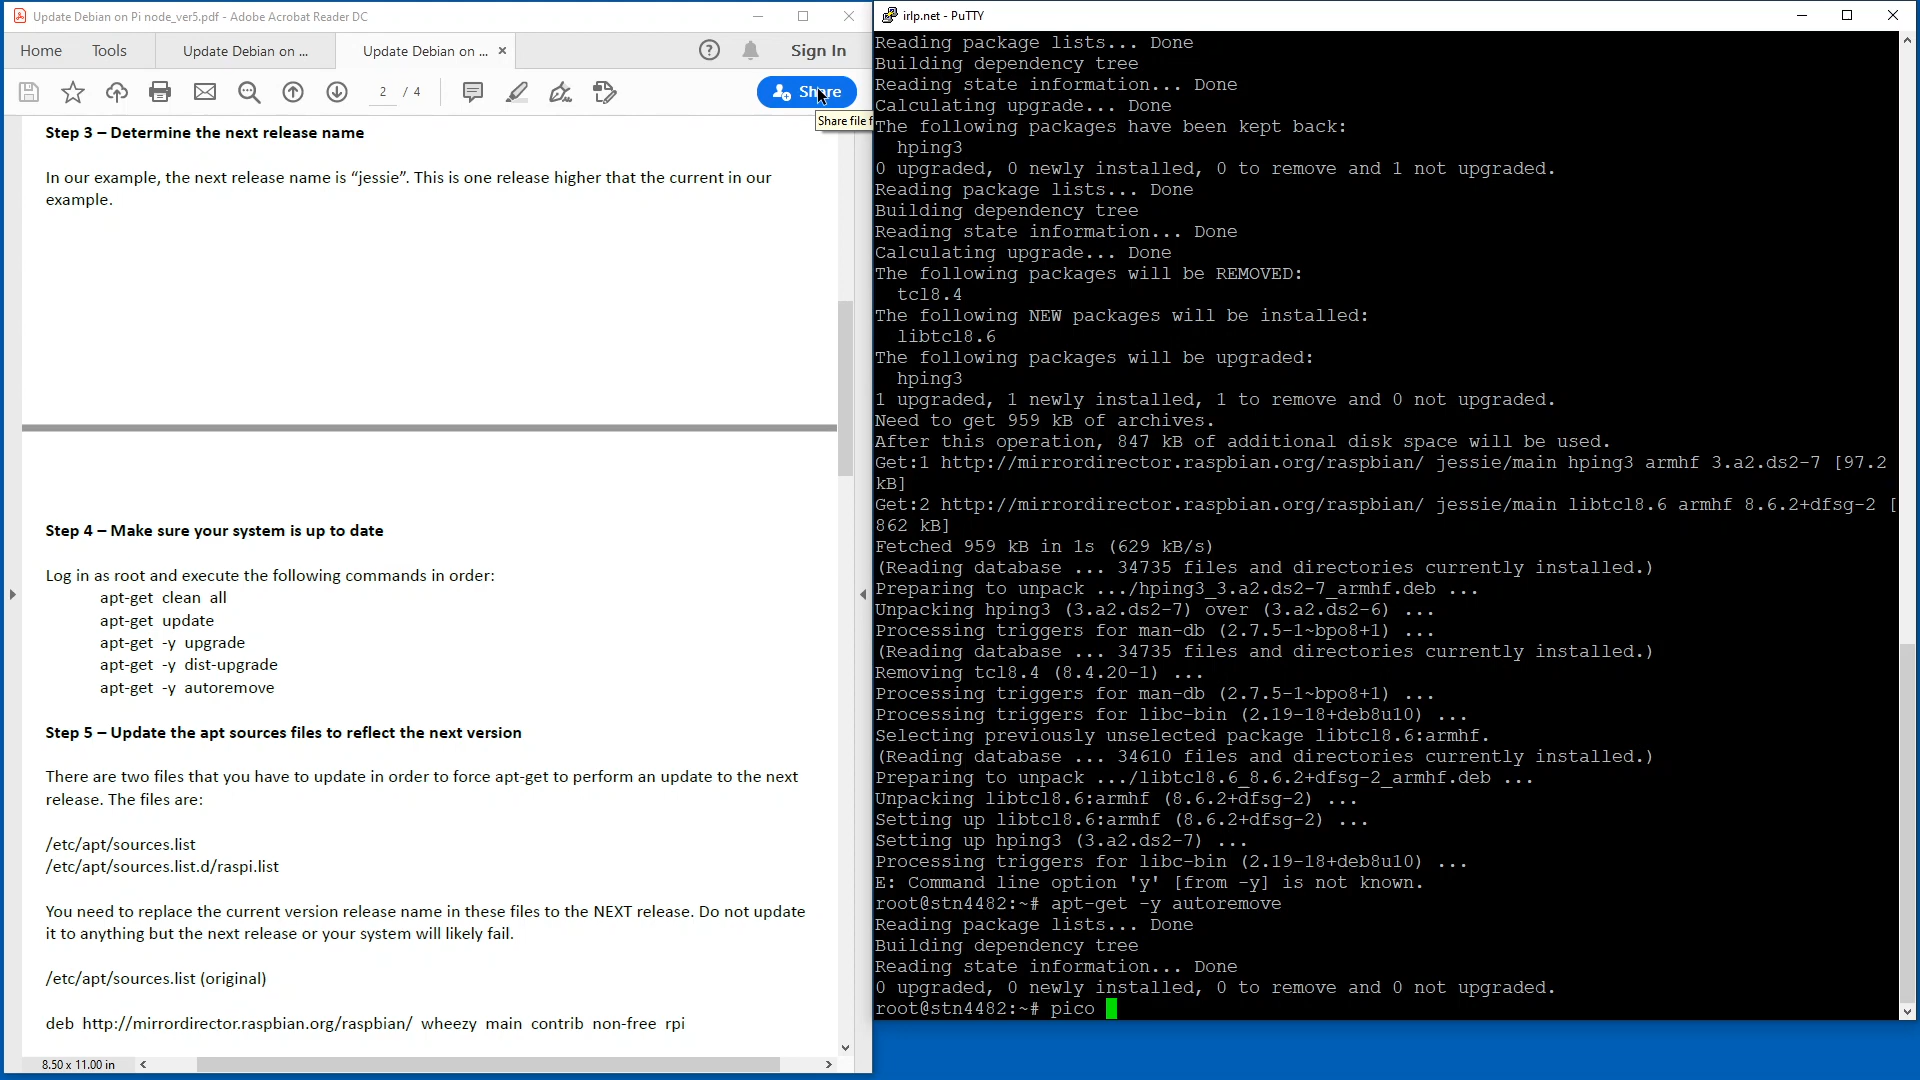 Update Debian on Pi node_ver5.pdf - Adobe Acrobat Reader DC
Home
Tools
Update Debian on ...
Update Debian on ...
Sign In
2 / 4
Share
Share file f
Step 3 – Determine the next release name
In our example, the next release name is “jessie”. This is one release higher that the current in our
example.
Step 4 – Make sure your system is up to date
Log in as root and execute the following commands in order:
apt-get clean all
apt-get update
apt-get -y upgrade
apt-get -y dist-upgrade
apt-get -y autoremove
Step 5 – Update the apt sources files to reflect the next version
There are two files that you have to update in order to force apt-get to perform an update to the next
release. The files are:
/etc/apt/sources.list
/etc/apt/sources.list.d/raspi.list
You need to replace the current version release name in these files to the NEXT release. Do not update
it to anything but the next release or your system will likely fail.
/etc/apt/sources.list (original)
deb http://mirrordirector.raspbian.org/raspbian/ wheezy main contrib non-free rpi
8.50 x 11.00 in
irlp.net - PuTTY
Reading package lists... Done
Building dependency tree
Reading state information... Done
Calculating upgrade... Done
The following packages have been kept back:
hping3
0 upgraded, 0 newly installed, 0 to remove and 1 not upgraded.
Reading package lists... Done
Building dependency tree
Reading state information... Done
Calculating upgrade... Done
The following packages will be REMOVED:
tcl8.4
The following NEW packages will be installed:
libtcl8.6
The following packages will be upgraded:
hping3
1 upgraded, 1 newly installed, 1 to remove and 0 not upgraded.
Need to get 959 kB of archives.
After this operation, 847 kB of additional disk space will be used.
Get:1 http://mirrordirector.raspbian.org/raspbian/ jessie/main hping3 armhf 3.a2.ds2-7 [97.2
kB]
Get:2 http://mirrordirector.raspbian.org/raspbian/ jessie/main libtcl8.6 armhf 8.6.2+dfsg-2 [
862 kB]
Fetched 959 kB in 1s (629 kB/s)
(Reading database ... 34735 files and directories currently installed.)
Preparing to unpack .../hping3_3.a2.ds2-7_armhf.deb ...
Unpacking hping3 (3.a2.ds2-7) over (3.a2.ds2-6) ...
Processing triggers for man-db (2.7.5-1~bpo8+1) ...
(Reading database ... 34735 files and directories currently installed.)
Removing tcl8.4 (8.4.20-1) ...
Processing triggers for man-db (2.7.5-1~bpo8+1) ...
Processing triggers for libc-bin (2.19-18+deb8u10) ...
Selecting previously unselected package libtcl8.6:armhf.
(Reading database ... 34610 files and directories currently installed.)
Preparing to unpack .../libtcl8.6_8.6.2+dfsg-2_armhf.deb ...
Unpacking libtcl8.6:armhf (8.6.2+dfsg-2) ...
Setting up libtcl8.6:armhf (8.6.2+dfsg-2) ...
Setting up hping3 (3.a2.ds2-7) ...
Processing triggers for libc-bin (2.19-18+deb8u10) ...
E: Command line option 'y' [from -y] is not known.
root@stn4482:~# apt-get -y autoremove
Reading package lists... Done
Building dependency tree
Reading state information... Done
0 upgraded, 0 newly installed, 0 to remove and 0 not upgraded.
root@stn4482:~# pico